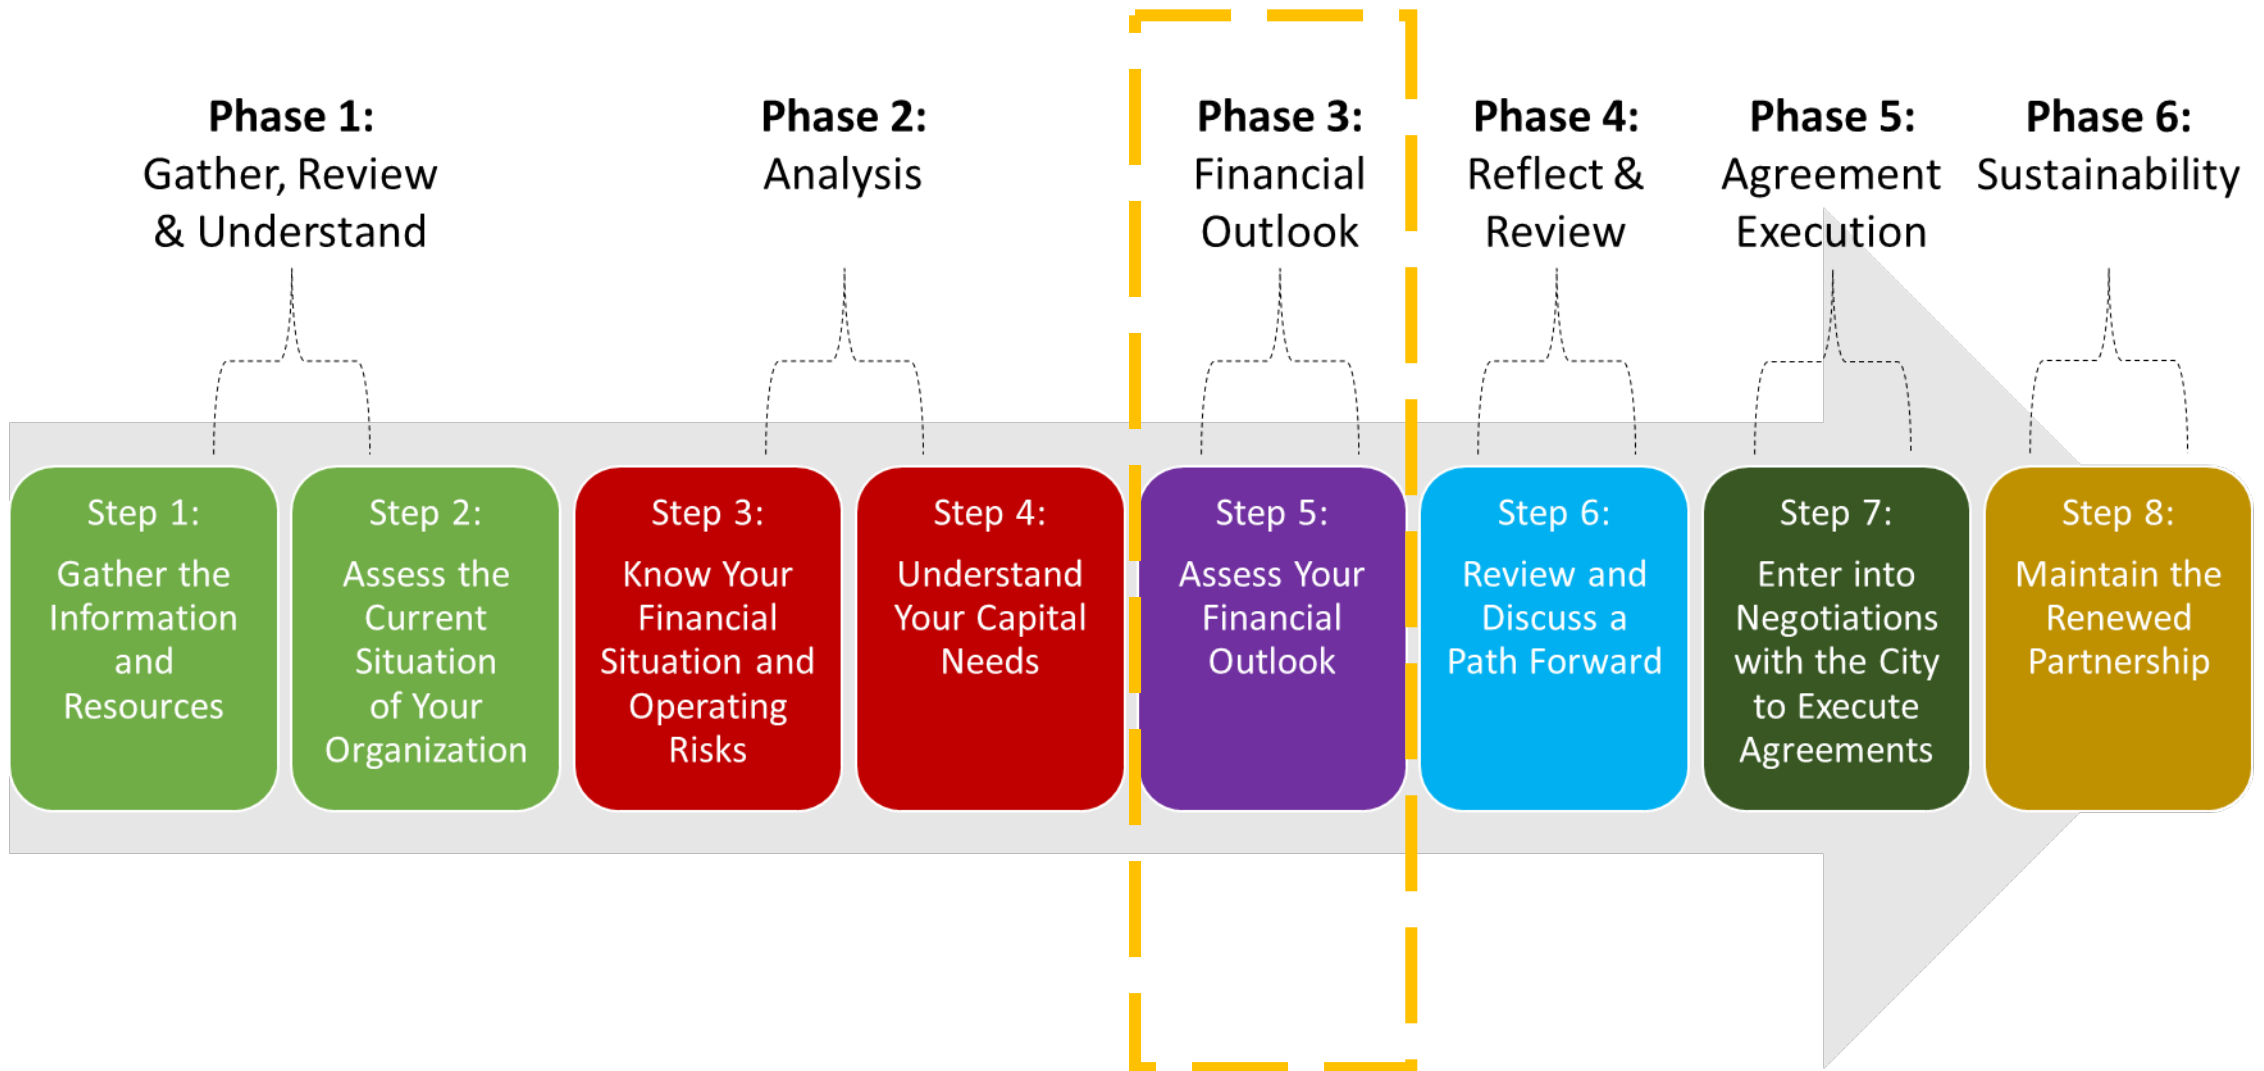 Phase 1:
Gather, Review
& Understand
Phase 2:
Analysis
Phase 3:
Financial
Outlook
Phase 4:
Reflect &
Review
Phase 5:
Agreement
Execution
Phase 6:
Sustainability
Step 1:
Gather the
Information
and
Resources
Step 2:
Assess the
Current
Situation
of Your
Organization
Step 3:
Know Your
Financial
Situation and
Operating
Risks
Step 4:
Understand
Your Capital
Needs
Step 5:
Assess Your
Financial
Outlook
Step 6:
Review and
Discuss a
Path Forward
Step 7:
Enter into
Negotiations
with the City
to Execute
Agreements
Step 8:
Maintain the
Renewed
Partnership